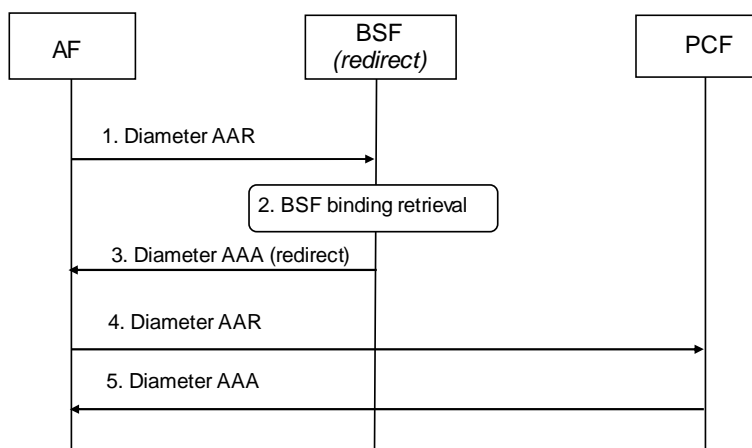 AF
BSF
(redirect)
PCF
1. Diameter AAR
2. BSF binding retrieval
3. Diameter AAA (redirect)
4. Diameter AAR
5. Diameter AAA